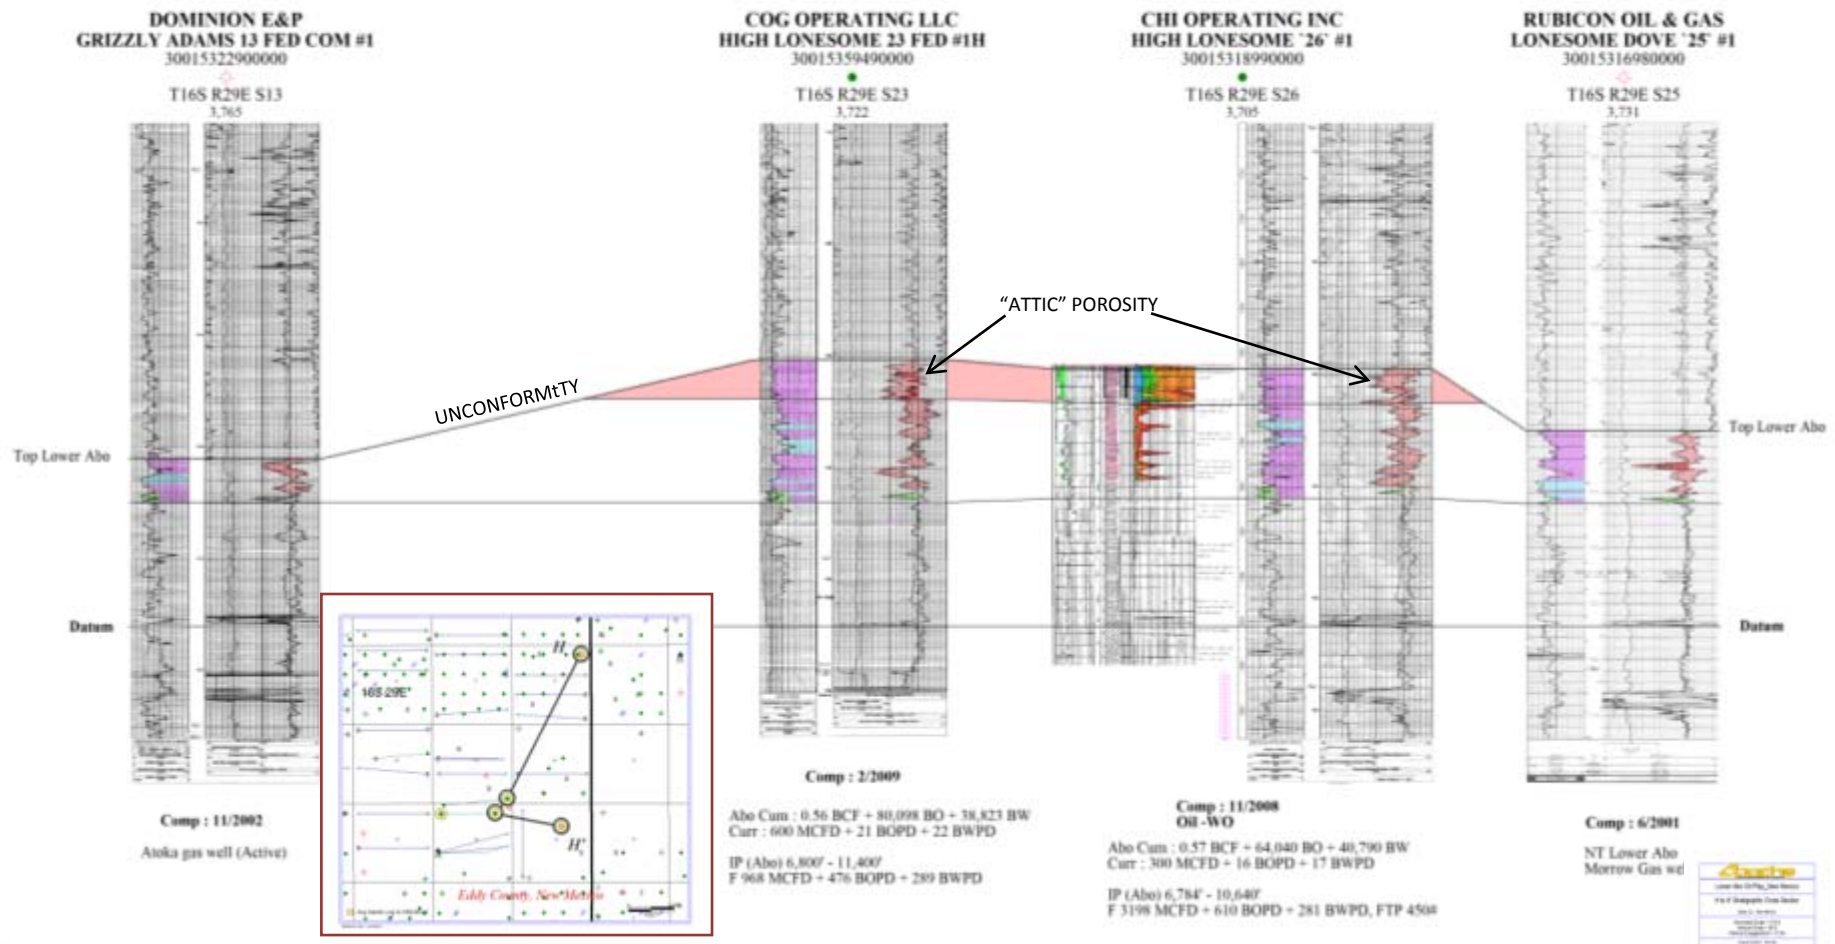 DOMINION E&P
GRIZZLY ADAMS 13 FED COM #1
30015322900000
T16S R29E S13
3,765
COG OPERATING LLC
HIGH LONESOME 23 FED #1H
30015359490000
T16S R29E S23
3,722
CHI OPERATING INC
HIGH LONESOME `26` #1
30015318990000
T16S R29E S26
3,705
RUBICON OIL & GAS
LONESOME DOVE `25` #1
30015316980000
T16S R29E S25
3,731
“ATTIC” POROSITY
UNCONFORMtTY
Top Lower Abo
Top Lower Abo
Datum
Datum
H
16S-29E
H'
Eddy County, New Mexico
Comp : 11/2002
Atoka gas well (Active)
Comp : 2/2009
Abo Cum : 0.56 BCF + 80,098 BO + 38,823 BW
Curr : 600 MCFD + 21 BOPD + 22 BWPD
IP (Abo) 6,800' - 11,400'
F 968 MCFD + 476 BOPD + 289 BWPD
Comp : 11/2008
Oil -WO
Abo Cum : 0.57 BCF + 64,040 BO + 40,790 BW
Curr : 300 MCFD + 16 BOPD + 17 BWPD
IP (Abo) 6,784' - 10,640'
F 3198 MCFD + 610 BOPD + 281 BWPD, FTP 450#
Comp : 6/2001
NT Lower Abo
Morrow Gas wel
Apache